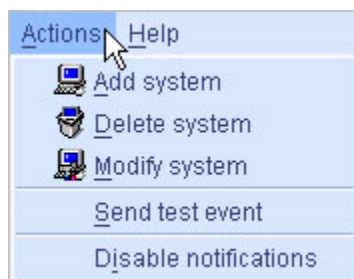 Actions Help
Add system
Delete system
Modify system
Send test event
Disable notifications